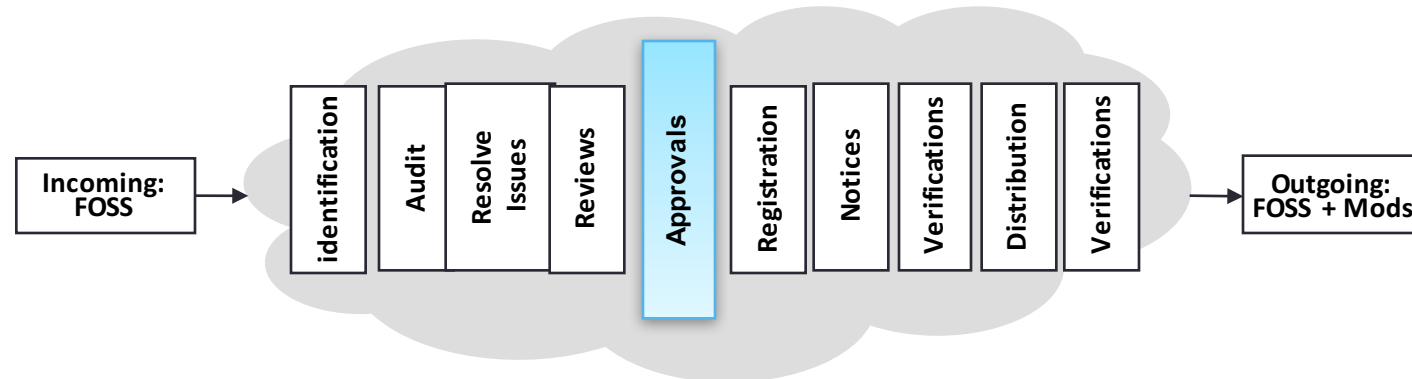 Incoming:
FOSS
identification
Audit
Resolve
Issues
Reviews
Approvals
Registration
Notices
Verifications
Distribution
Verifications
Outgoing:
FOSS + Mods